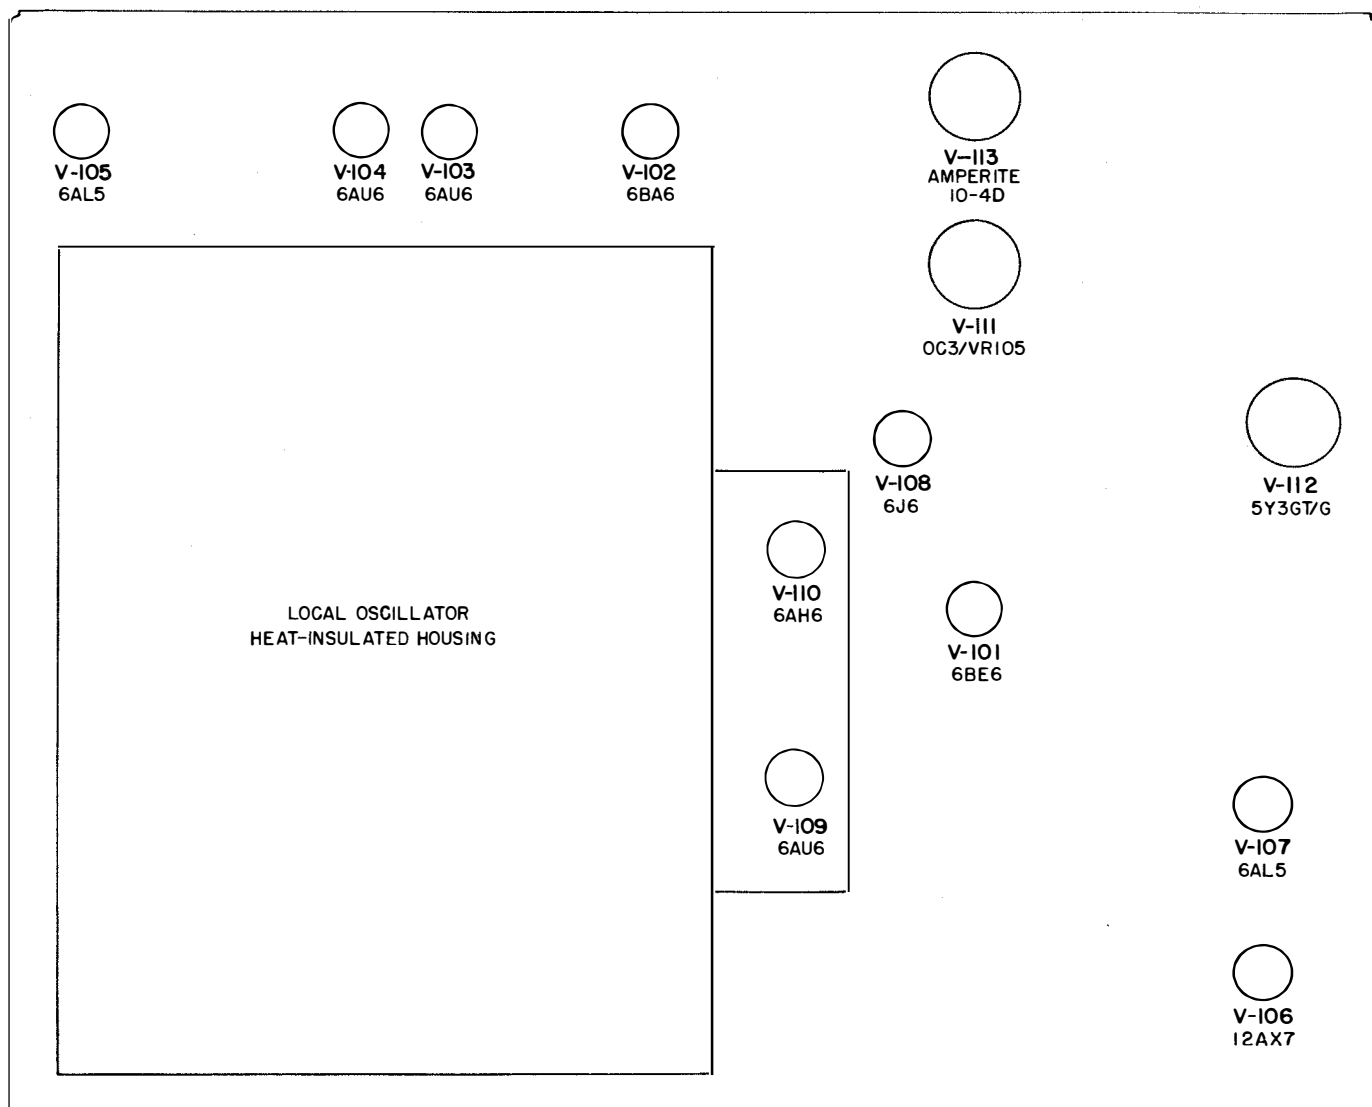 V-105
6AL5
V-104
6AU6
V-103
6AU6
V-102
6BA6
V-113
AMPERITE
10-4D
V-111
OC3/VR105
V-108
6J6
V-112
5Y3GT/G
V-110
6AH6
LOCAL OSCILLATOR
HEAT-INSULATED HOUSING
V-101
6BE6
V-109
6AU6
V-107
6AL5
V-106
12AX7